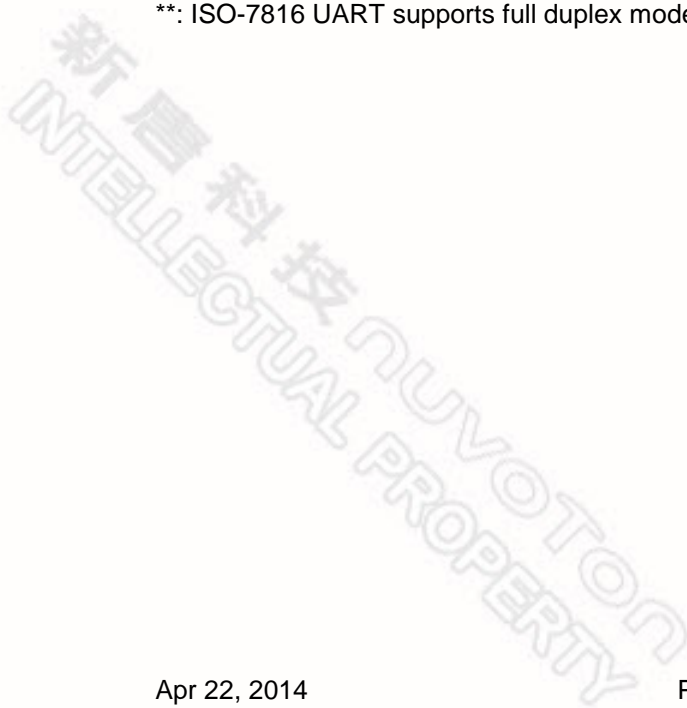 **: ISO-7816 UART supports full duplex mode
新唐科技 nuvoTon
INTELLECTUAL PROPERTY
Apr 22, 2014